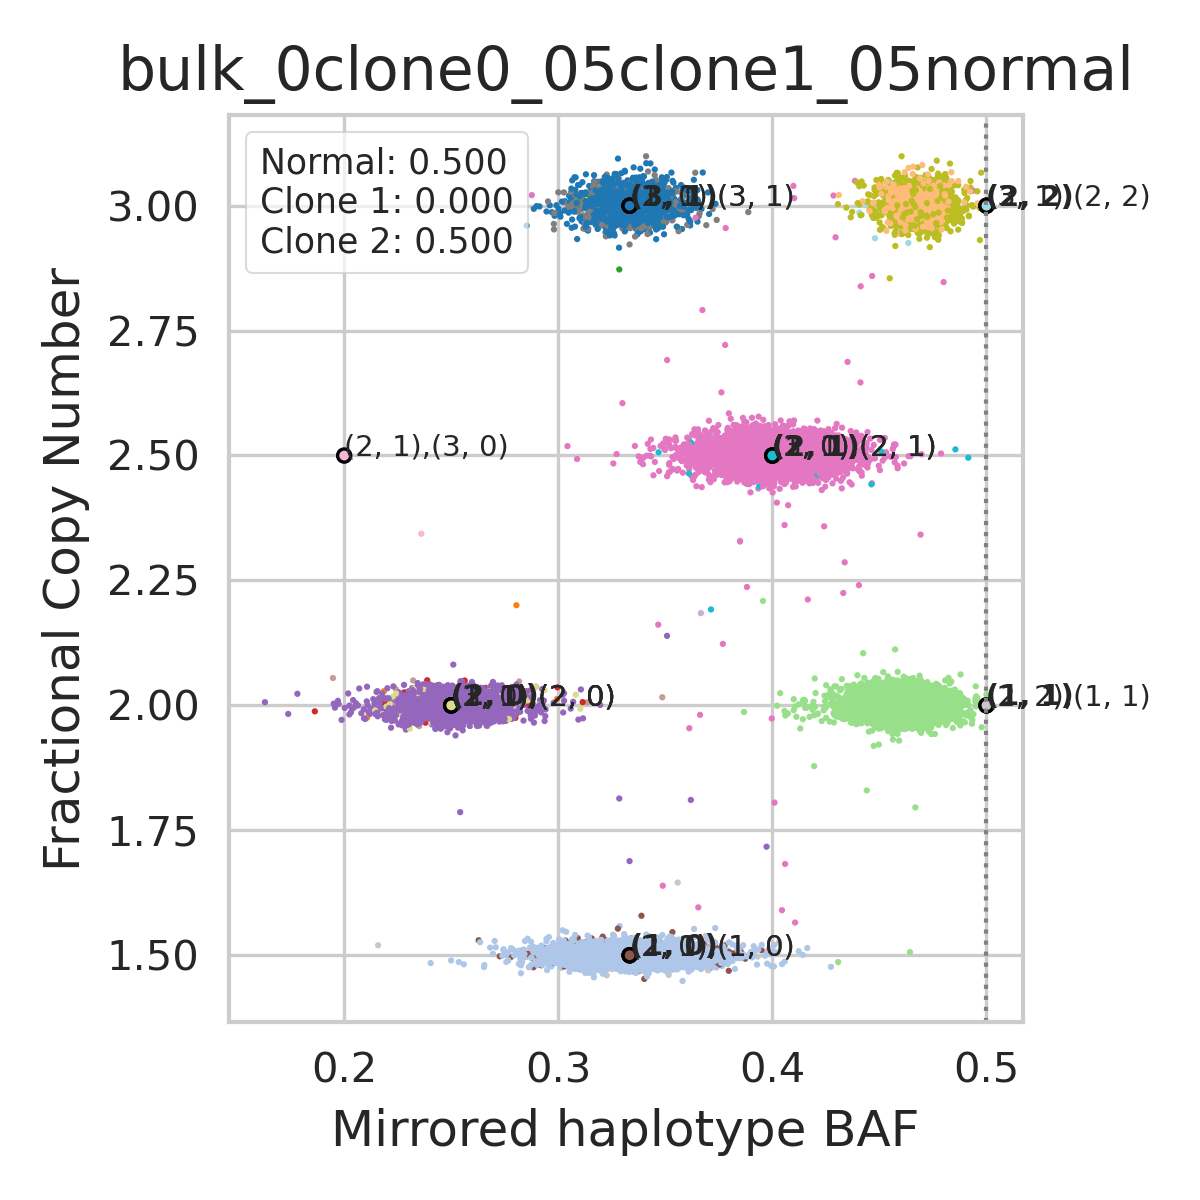 bulk_0clone0_05clone1_05normal
Normal: 0.500
Clone 1: 0.000
Clone 2: 0.500
3.00
2.75
2.50
2.25
2.00
1.75
1.50
(3, 1)
(2, 2)
(2, 1),(3, 0)
(2, 1)
(2, 0)
(1, 1)
(1, 0)
0.2
0.3
0.4
0.5
Mirrored haplotype BAF
Fractional Copy Number